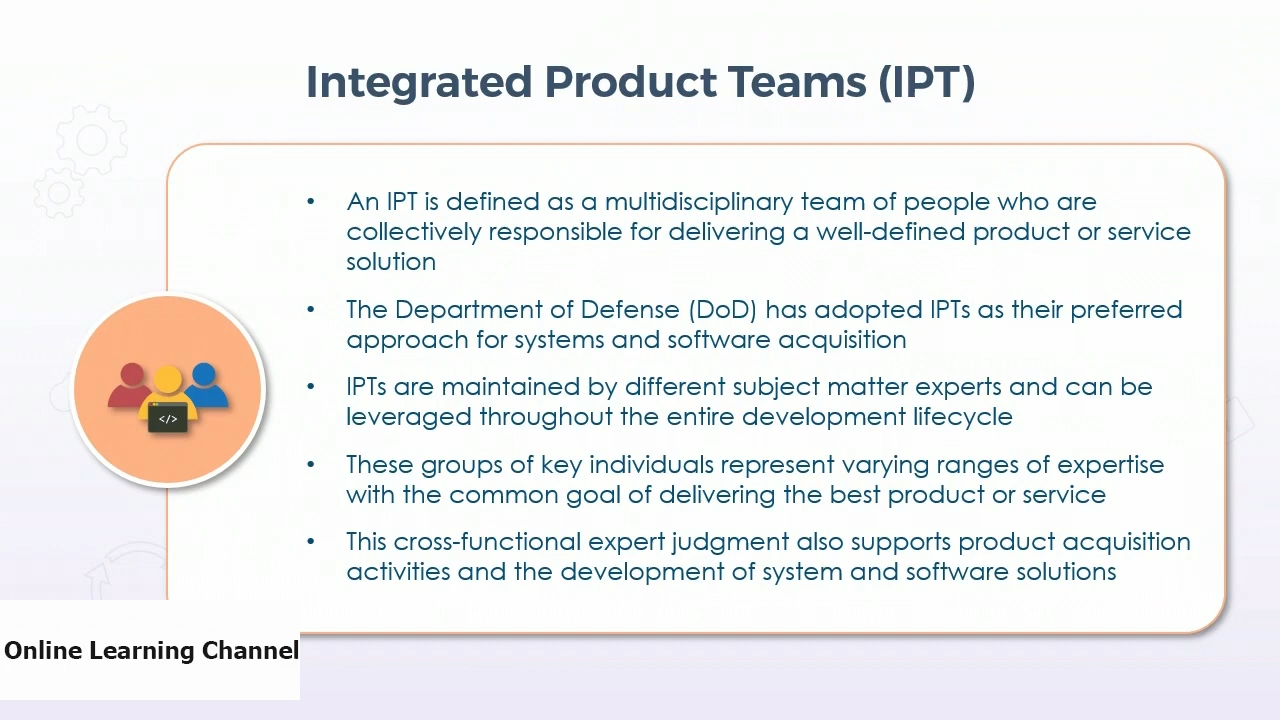 Integrated Product Teams (IPT)
• An IPT is defined as a multidisciplinary team of people who are
collectively responsible for delivering a well-defined product or service
solution
• The Department of Defense (DoD) has adopted IPTs as their preferred
approach for systems and software acquisition
• IPTs are maintained by different subject matter experts and can be
leveraged throughout the entire development lifecycle
• These groups of key individuals represent varying ranges of expertise
with the common goal of delivering the best product or service
• This cross-functional expert judgment also supports product acquisition
activities and the development of system and software solutions
</>
Online Learning Channel